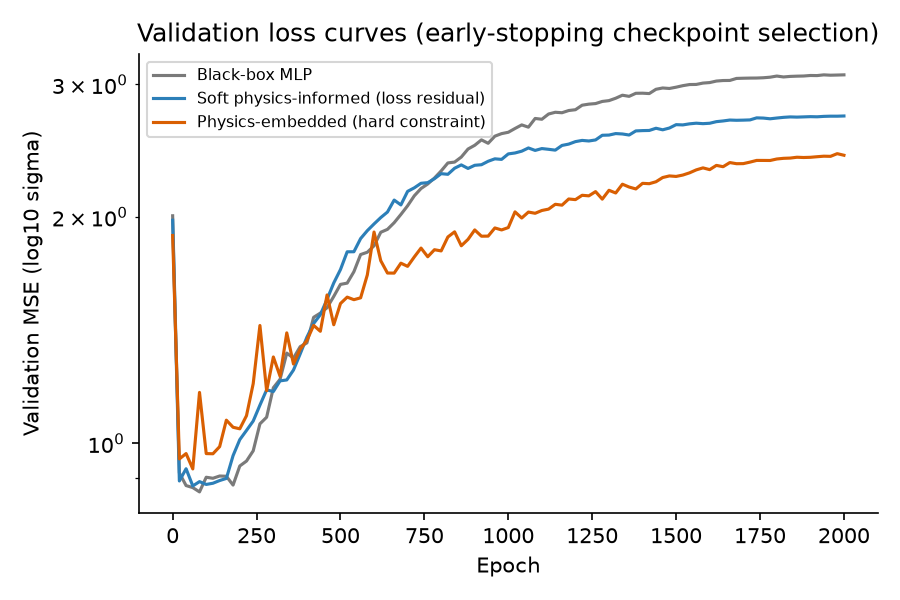 Validation loss curves (early-stopping checkpoint selection)
Black-box MLP
Soft physics-informed (loss residual)
Physics-embedded (hard constraint)
Validation MSE (log10 sigma)
3 × 10⁰
2 × 10⁰
10⁰
0 250 500 750 1000 1250 1500 1750 2000
Epoch